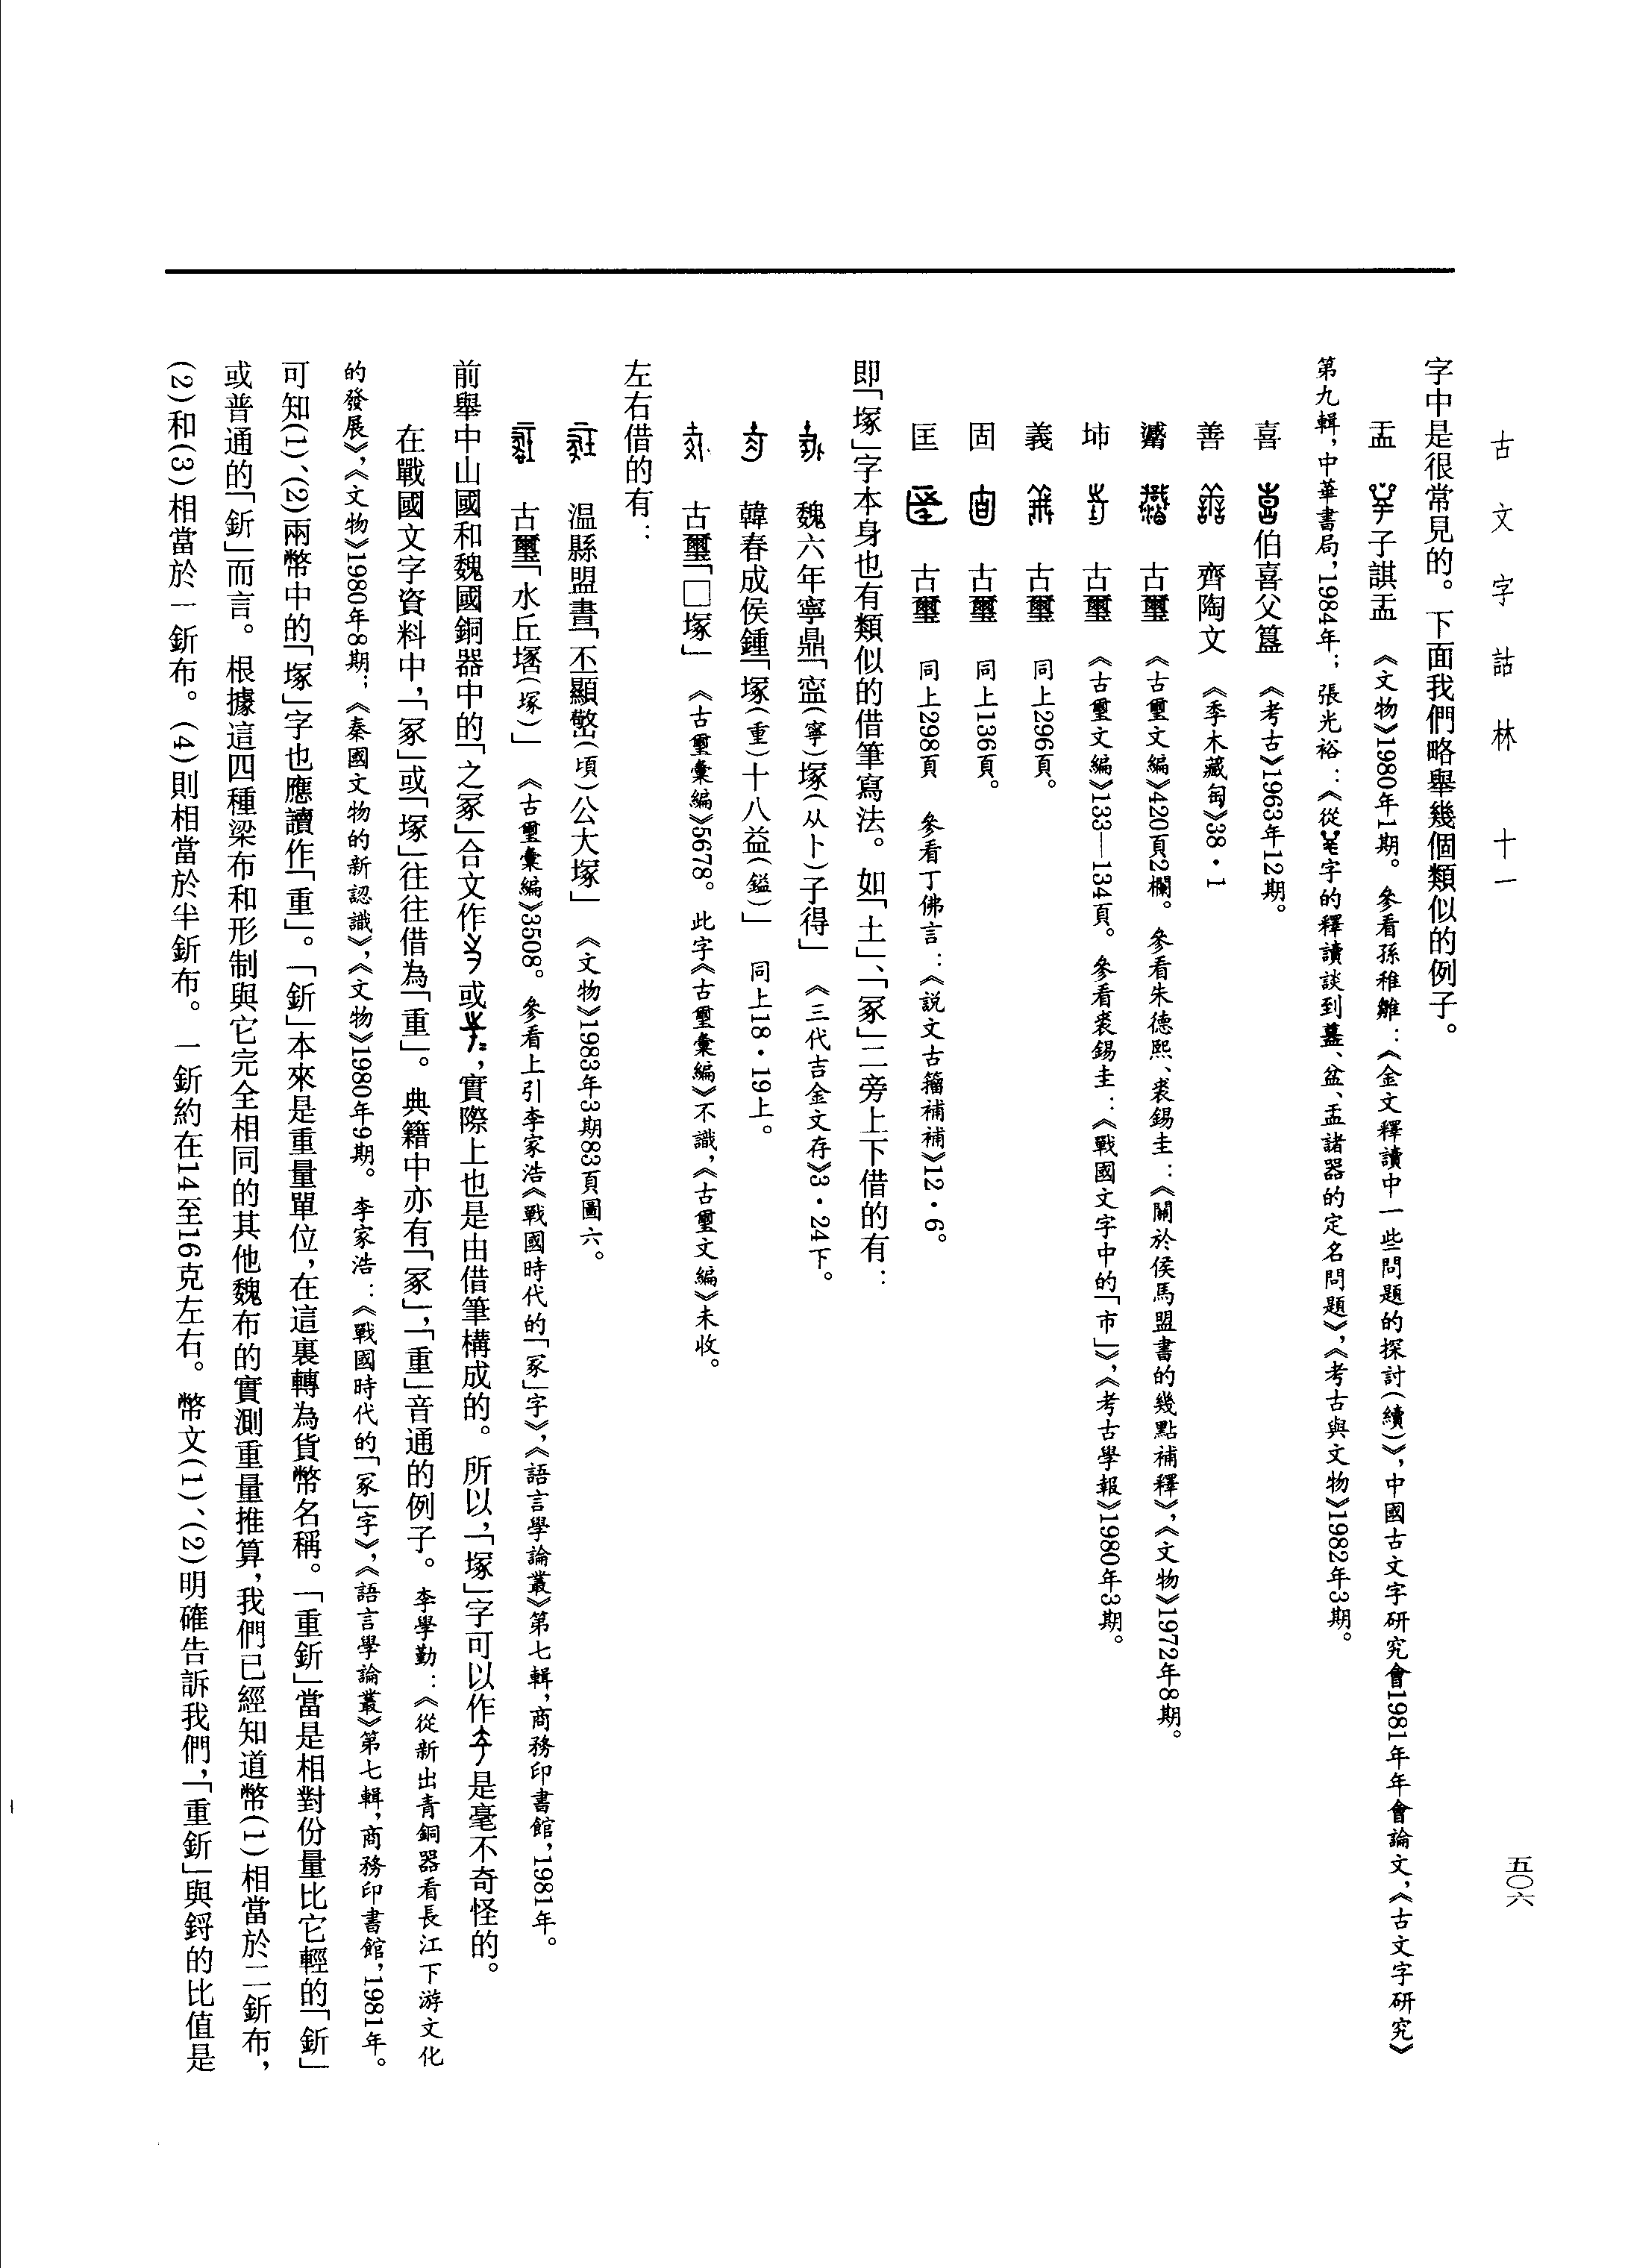 古文字詁林　十一
五〇六
字中是很常見的。下面我們略舉幾個類似的例子。
盂　子諆盂　《文物》1980年1期。參看孫稚雛：《金文釋讀中一些問題的探討(續)》，中國古文字研究會1981年年會論文，《古文字研究》
第九輯，中華書局，1984年；張光裕：《從字的釋讀談到、盆、盂諸器的定名問題》，《考古與文物》1982年3期。
喜　伯喜父簋　《考古》1963年12期。
善　齊陶文　《季木藏匋》38·1
古璽　《古璽文編》420頁2欄。參看朱德熙、裘錫圭：《關於侯馬盟書的幾點補釋》，《文物》1972年8期。
坿　古璽　《古璽文編》133—134頁。參看裘錫圭：《戰國文字中的「市」》，《考古學報》1980年3期。
義　古璽　同上296頁。
固　古璽　同上136頁。
匡　古璽　同上298頁　參看丁佛言：《說文古籀補補》12·6。
即「塚」字本身也有類似的借筆寫法。如「土」、「冢」二旁上下借的有：
魏六年寧鼎「寍(寧)塚(从卜)子得」　《三代吉金文存》3·24下。
韓春成侯鍾「塚(重)十八益(鎰)」　同上18·19上。
古璽「□塚」　《古璽彙編》5678。此字《古璽彙編》不識，《古璽文編》未收。
左右借的有：
温縣盟書「丕顯(頃)公大塚」　《文物》1983年3期83頁圖六。
古璽「水丘(塚)」　《古璽彙編》3508。參看上引李家浩《戰國時代的「冢」字》，《語言學論叢》第七輯，商務印書館，1981年。
前舉中山國和魏國銅器中的「之冢」合文作或，實際上也是由借筆構成的。所以，「塚」字可以作是毫不奇怪的。
在戰國文字資料中，「冢」或「塚」往往借為「重」。典籍中亦有「冢」，「重」音通的例子。李學勤：《從新出青銅器看長江下游文化
的發展》，《文物》1980年8期；《秦國文物的新認識》，《文物》1980年9期。李家浩：《戰國時代的「冢」字》，《語言學論叢》第七輯，商務印書館，1981年。
可知(1)、(2)兩幣中的「塚」字也應讀作「重」。「釿」本來是重量單位，在這裏轉為貨幣名稱。「重釿」當是相對份量比它輕的「釿」
或普通的「釿」而言。根據這四種梁布和形制與它完全相同的其他魏布的實測重量推算，我們已經知道幣(1)相當於二釿布，
(2)和(3)相當於一釿布。(4)則相當於半釿布。一釿約在14至16克左右。幣文(1)、(2)明確告訴我們，「重釿」與鋝的比值是